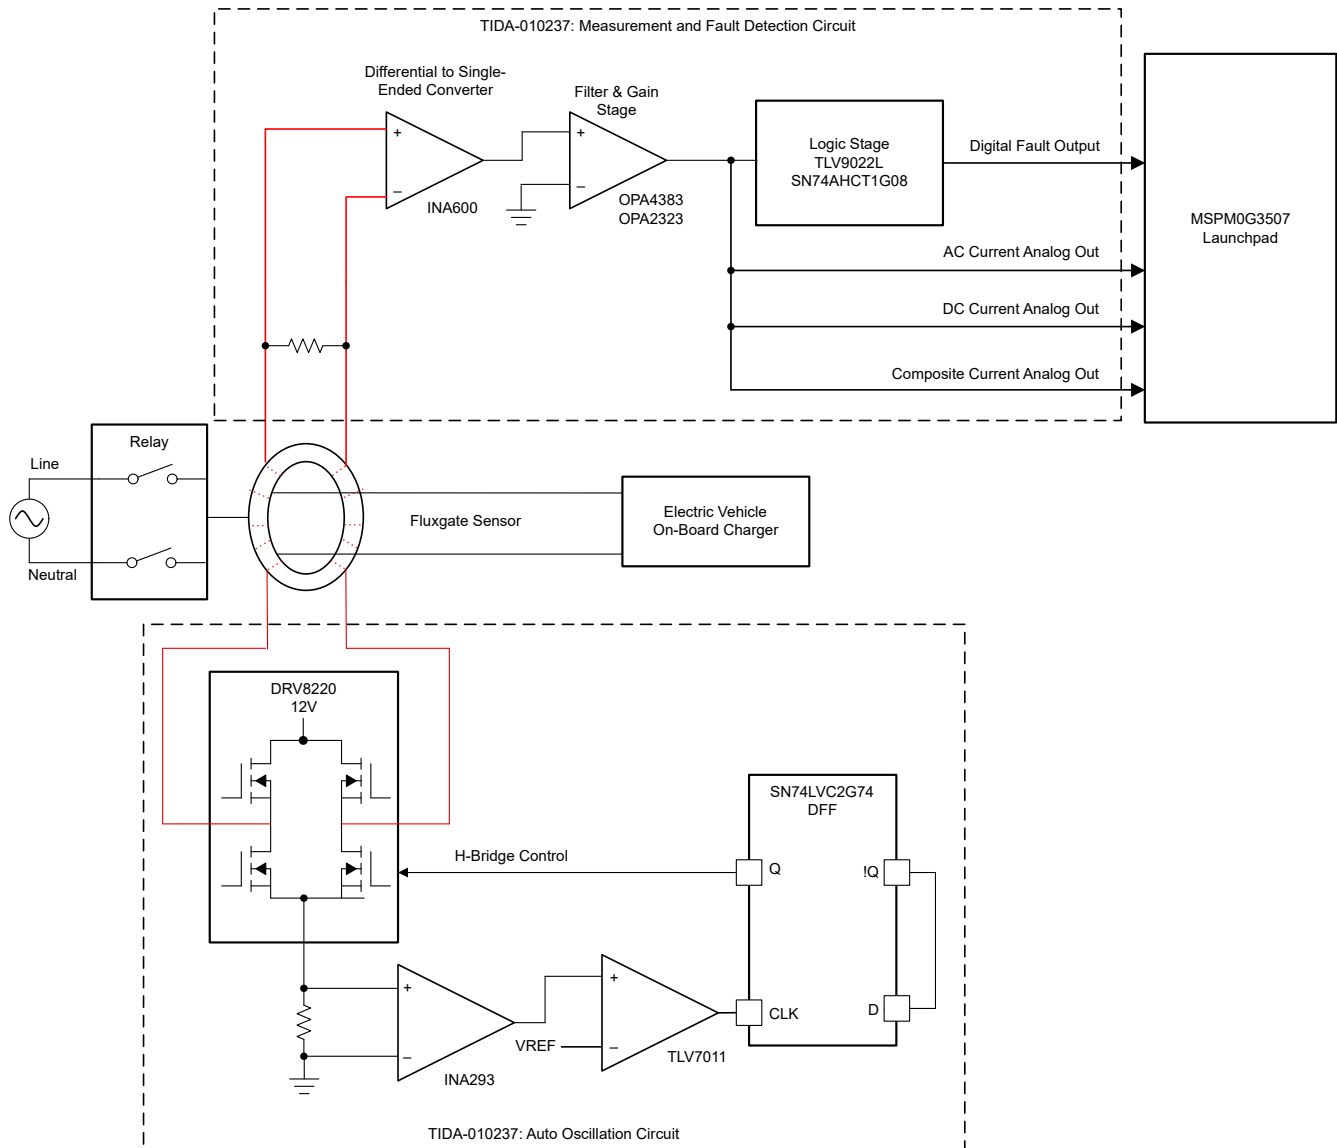 TIDA-010237: Measurement and Fault Detection Circuit
Differential to Single-
Ended Converter
+
−
INA600
Filter & Gain
Stage
+
−
OPA4383
OPA2323
Logic Stage
TLV9022L
SN74AHCT1G08
Digital Fault Output
AC Current Analog Out
DC Current Analog Out
Composite Current Analog Out
MSPM0G3507
Launchpad
Relay
Line
Neutral
Fluxgate Sensor
Electric Vehicle
On-Board Charger
DRV8220
12V
H-Bridge Control
SN74LVC2G74
DFF
Q
!Q
CLK
D
+
−
INA293
+
VREF
−
TLV7011
TIDA-010237: Auto Oscillation Circuit